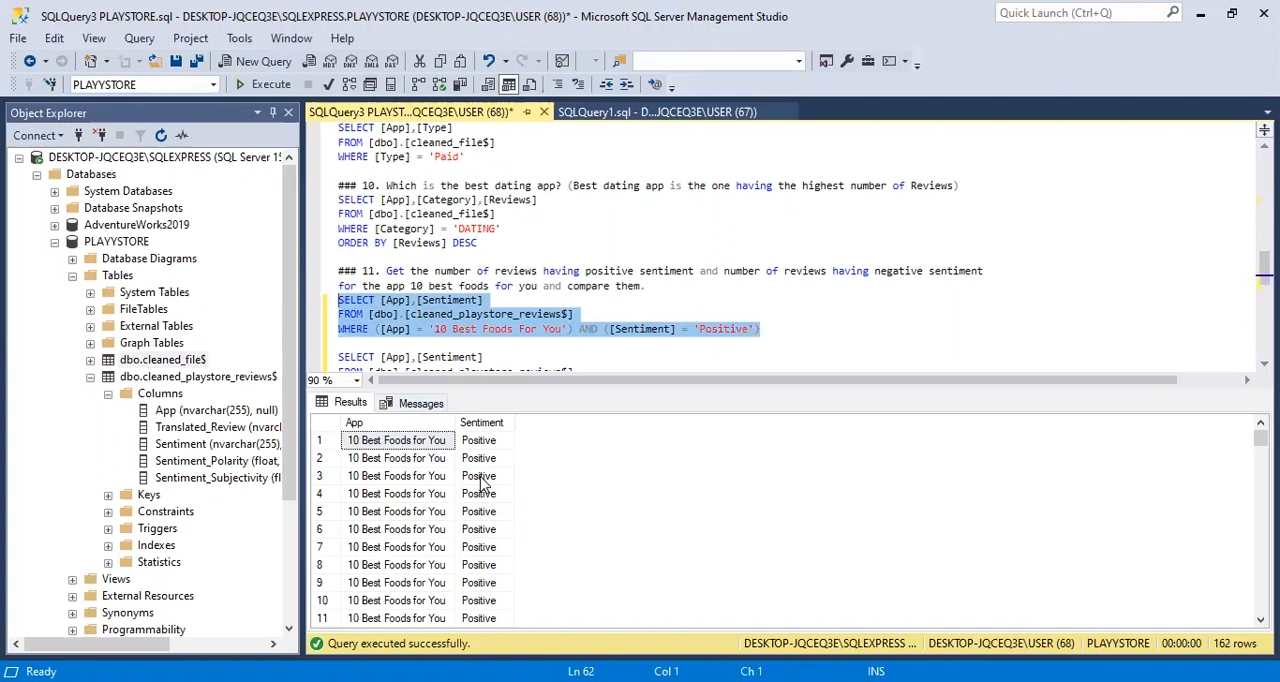 SQLQuery3 PLAYSTORE.sql - DESKTOP-JQCEQ3E\SQLEXPRESS.PLAYYSTORE (DESKTOP-JQCEQ3E\USER (68))* - Microsoft SQL Server Management Studio
Quick Launch (Ctrl+Q)
File Edit View Query Project Tools Window Help
New Query
MDX DMX XMLA DAX
PLAYYSTORE Execute
Object Explorer
SQLQuery3 PLAYST...QCEQ3E\USER (68))* SQLQuery1.sql - D...JQCEQ3E\USER (67))
Connect
DESKTOP-JQCEQ3E\SQLEXPRESS (SQL Server 15
Databases
System Databases
Database Snapshots
AdventureWorks2019
PLAYYSTORE
Database Diagrams
Tables
System Tables
FileTables
External Tables
Graph Tables
dbo.cleaned_file$
dbo.cleaned_playstore_reviews$
Columns
App (nvarchar(255), null)
Translated_Review (nvarchar
Sentiment (nvarchar(255),
Sentiment_Polarity (float,
Sentiment_Subjectivity (fl
Keys
Constraints
Triggers
Indexes
Statistics
Views
External Resources
Synonyms
Programmability
SELECT [App],[Type]
FROM [dbo].[cleaned_file$]
WHERE [Type] = 'Paid'
### 10. Which is the best dating app? (Best dating app is the one having the highest number of Reviews)
SELECT [App],[Category],[Reviews]
FROM [dbo].[cleaned_file$]
WHERE [Category] = 'DATING'
ORDER BY [Reviews] DESC
### 11. Get the number of reviews having positive sentiment and number of reviews having negative sentiment
for the app 10 best foods for you and compare them.
SELECT [App],[Sentiment]
FROM [dbo].[cleaned_playstore_reviews$]
WHERE ([App] = '10 Best Foods For You') AND ([Sentiment] = 'Positive')
SELECT [App],[Sentiment]
FROM [dbo].[cleaned_playstore_reviews$]
90 %
Results Messages
App Sentiment
1 10 Best Foods for You Positive
2 10 Best Foods for You Positive
3 10 Best Foods for You Positive
4 10 Best Foods for You Positive
5 10 Best Foods for You Positive
6 10 Best Foods for You Positive
7 10 Best Foods for You Positive
8 10 Best Foods for You Positive
9 10 Best Foods for You Positive
10 10 Best Foods for You Positive
11 10 Best Foods for You Positive
Query executed successfully. DESKTOP-JQCEQ3E\SQLEXPRESS ... DESKTOP-JQCEQ3E\USER (68) PLAYYSTORE 00:00:00 162 rows
Ready Ln 62 Col 1 Ch 1 INS